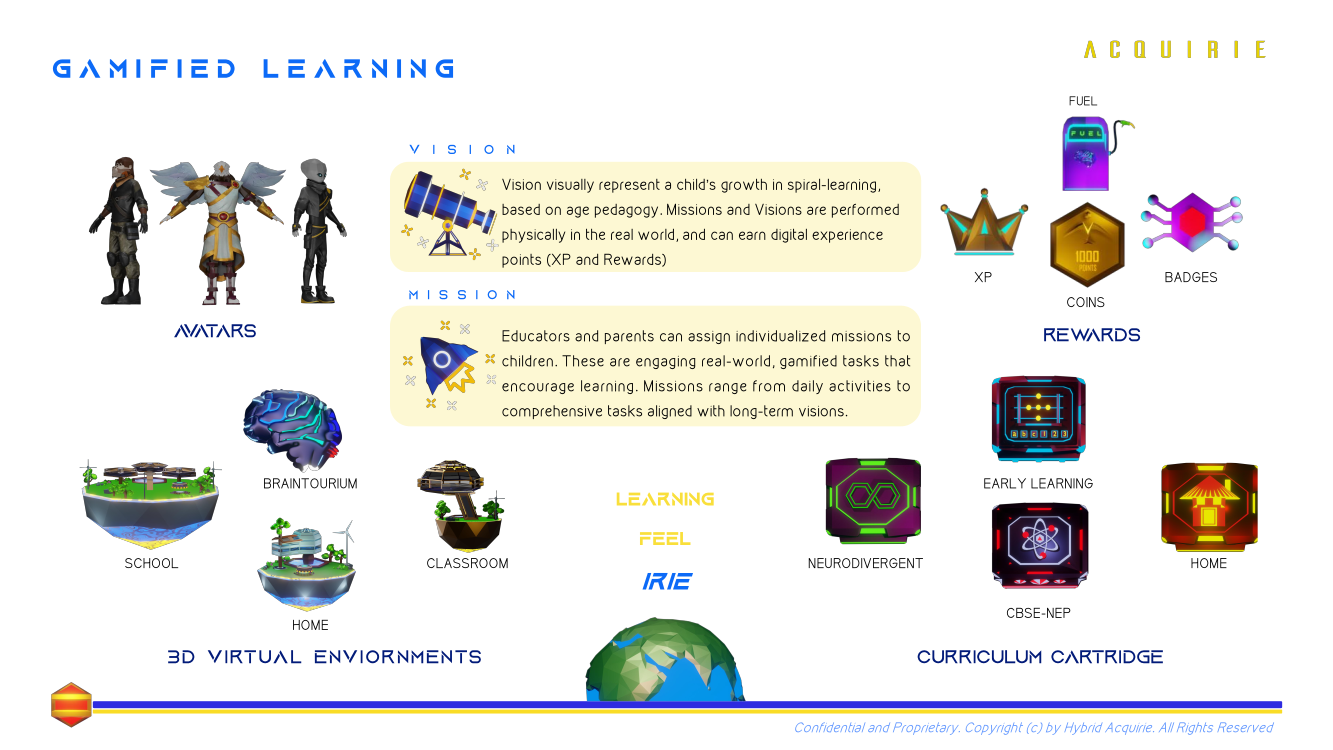 GAMIFIED LEARNING
ACQUIRIE
FUEL
FUEL
VISION
Vision visually represent a child's growth in spiral-learning,
based on age pedagogy. Missions and Visions are performed
physically in the real world, and can earn digital experience
points (XP and Rewards)
1000
POINTS
XP
BADGES
COINS
MISSION
AVATARS
REWARDS
Educators and parents can assign individualized missions to
children. These are engaging real-world, gamified tasks that
encourage learning. Missions range from daily activities to
comprehensive tasks aligned with long-term visions.
a b c 1 2 3
BRAINTOURIUM
EARLY LEARNING
LEARNING
FEEL
IRIE
SCHOOL
CLASSROOM
NEURODIVERGENT
HOME
CBSE-NEP
HOME
3D VIRTUAL ENVIORNMENTS
CURRICULUM CARTRIDGE
Confidential and Proprietary. Copyright (c) by Hybrid Acquirie. All Rights Reserved